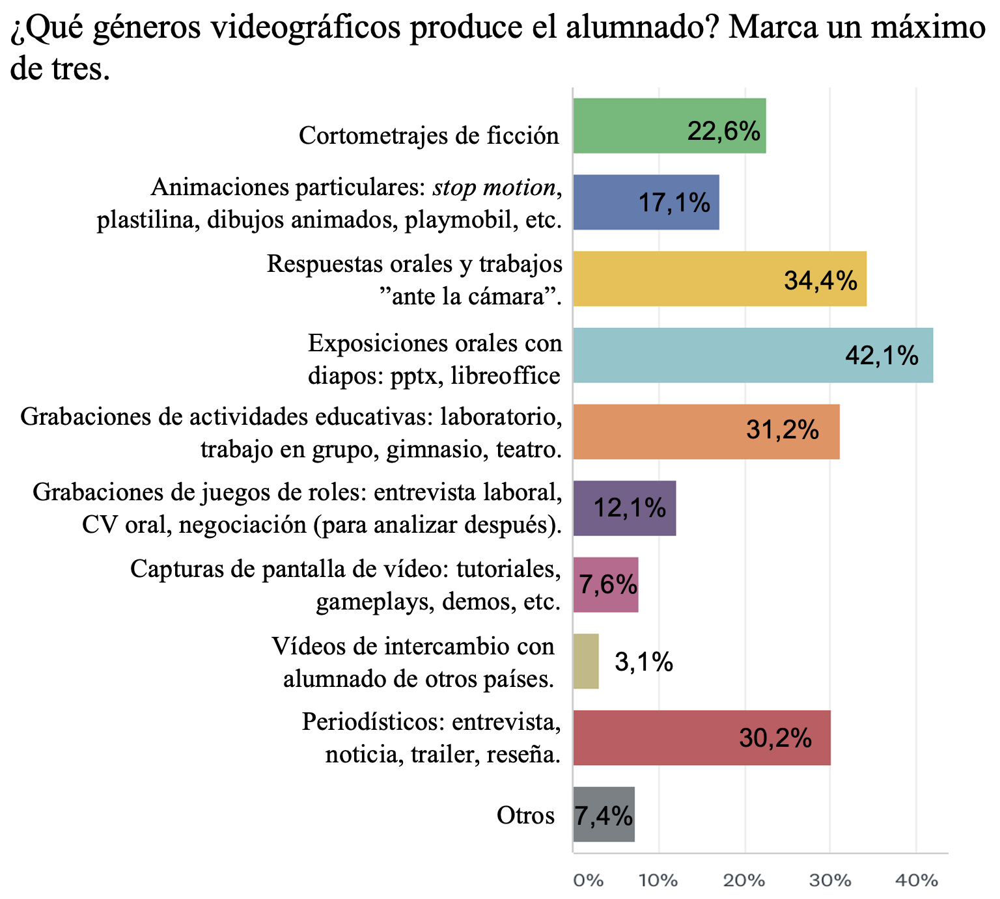 ¿Qué géneros videográficos produce el alumnado? Marca un máximo
de tres.
Cortometrajes de ficción
22,6%
Animaciones particulares: stop motion,
plastilina, dibujos animados, playmobil, etc.
17,1%
Respuestas orales y trabajos
”ante la cámara”.
34,4%
Exposiciones orales con
diapos: pptx, libreoffice
42,1%
Grabaciones de actividades educativas: laboratorio,
trabajo en grupo, gimnasio, teatro.
31,2%
Grabaciones de juegos de roles: entrevista laboral,
CV oral, negociación (para analizar después).
12,1%
Capturas de pantalla de vídeo: tutoriales,
gameplays, demos, etc.
7,6%
Vídeos de intercambio con
alumnado de otros países.
3,1%
Periodísticos: entrevista,
noticia, trailer, reseña.
30,2%
Otros
7,4%
0% 10% 20% 30% 40%